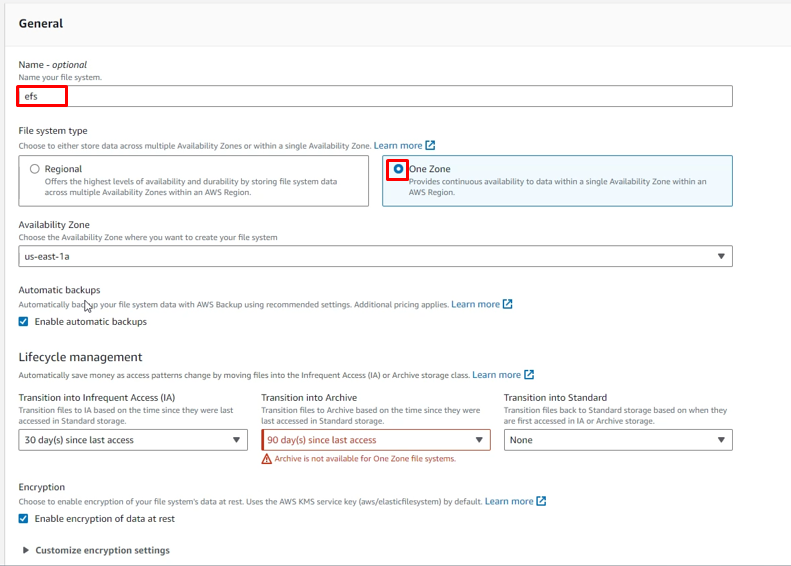 General
Name - optional
Name your file system.
efs
File system type
Choose to either store data across multiple Availability Zones or within a single Availability Zone. Learn more
Regional
Offers the highest levels of availability and durability by storing file system data
across multiple Availability Zones within an AWS Region.
One Zone
Provides continuous availability to data within a single Availability Zone within an
AWS Region.
Availability Zone
Choose the Availability Zone where you want to create your file system
us-east-1a
Automatic backups
Automatically backup your file system data with AWS Backup using recommended settings. Additional pricing applies. Learn more
Enable automatic backups
Lifecycle management
Automatically save money as access patterns change by moving files into the Infrequent Access (IA) or Archive storage class. Learn more
Transition into Infrequent Access (IA)
Transition files to IA based on the time since they were last
accessed in Standard storage.
30 day(s) since last access
Transition into Archive
Transition files to Archive based on the time since they were
last accessed in Standard storage.
90 day(s) since last access
Archive is not available for One Zone file systems.
Transition into Standard
Transition files back to Standard storage based on when they
are first accessed in IA or Archive storage.
None
Encryption
Choose to enable encryption of your file system's data at rest. Uses the AWS KMS service key (aws/elasticfilesystem) by default. Learn more
Enable encryption of data at rest
Customize encryption settings